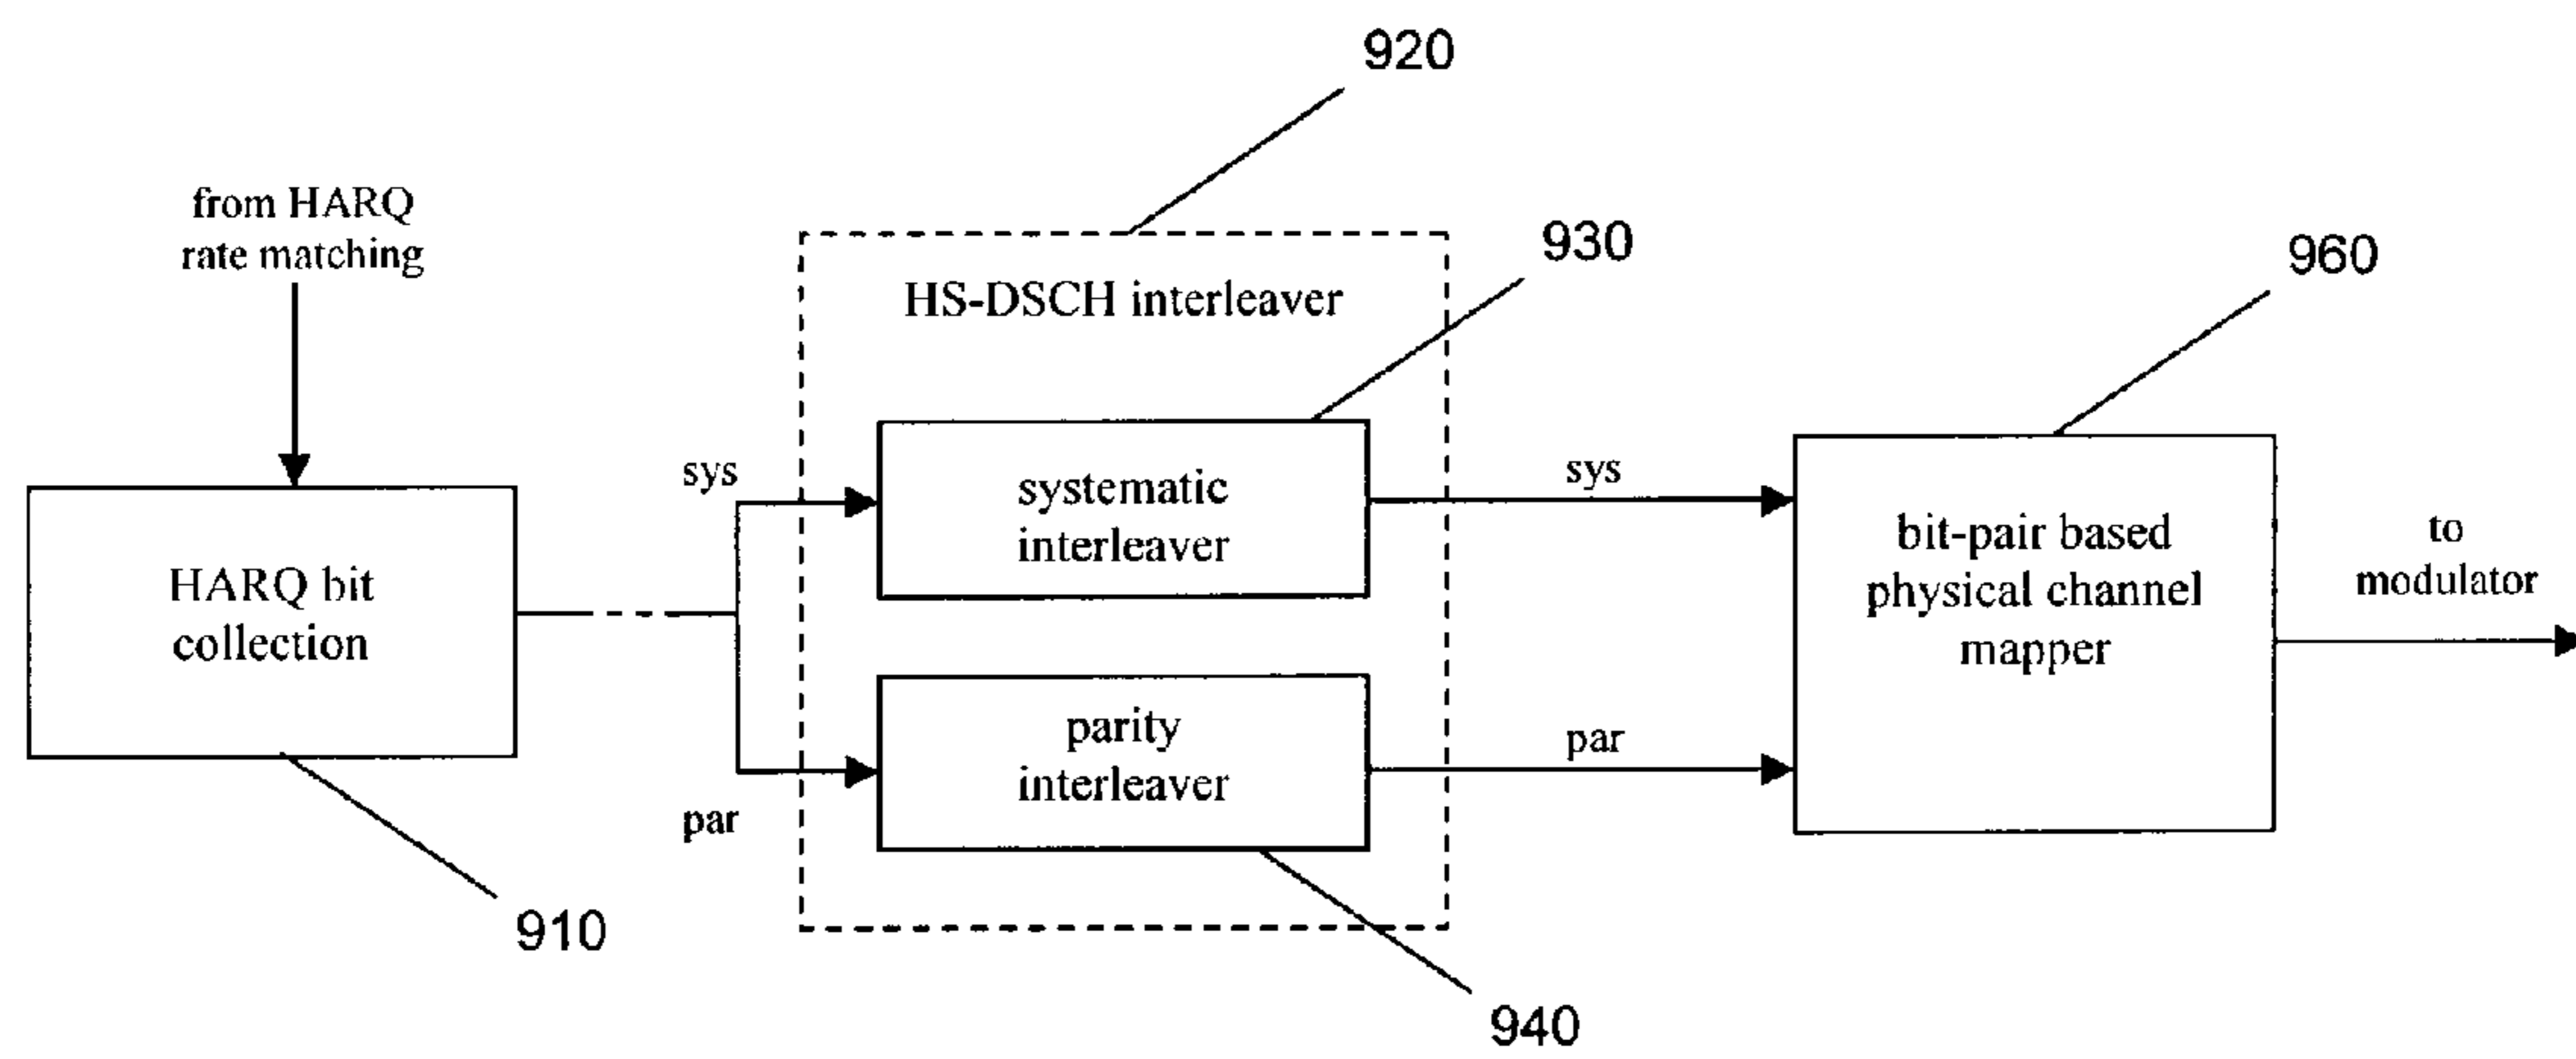 920
from HARQ
rate matching
930
960
HS-DSCH interleaver
sys
systematic
interleaver
sys
bit-pair based
physical channel
mapper
to
modulator
HARQ bit
collection
parity
interleaver
par
par
910
940